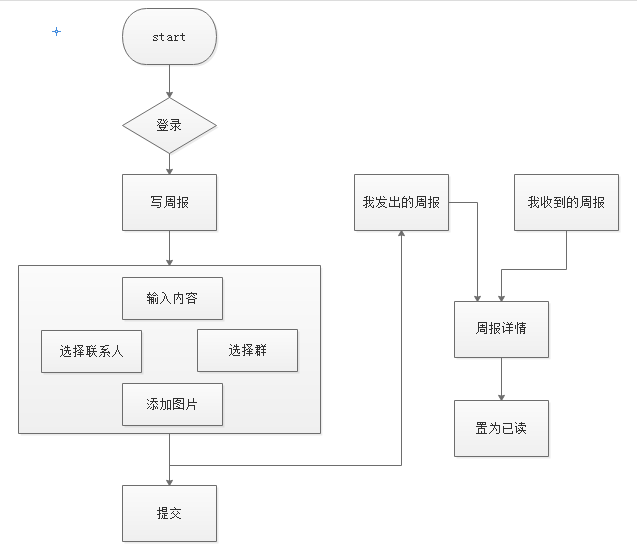 start
登录
写周报
我发出的周报
我收到的周报
输入内容
选择联系人
选择群
添加图片
周报详情
置为已读
提交